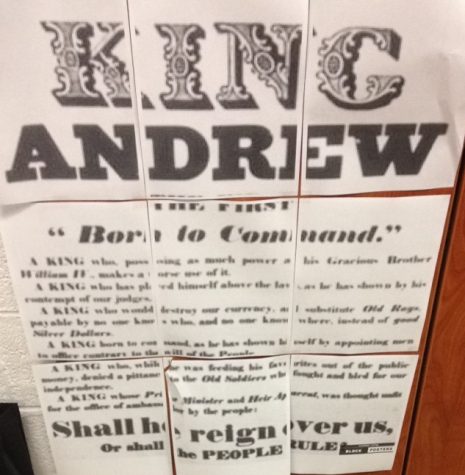 KING
ANDREW
THE FIRST
“ Born to Command.”
A KING who, possessing as much power as his Gracious Brother
William IV., makes a worse use of it.
A KING who has placed himself above the laws, as he has shown by his
contempt of our judges.
A KING who would destroy our currency, and substitute Old Rags,
payable by no one knows who, and no one knows where, instead of good
Silver Dollars.
A KING born to command, as he has shown himself by appointing men
to office contrary to the will of the People.
A KING who, while he was feeding his favorites out of the public
money, denied a pittance to the Old Soldiers who fought and bled for our
independence.
A KING whose Prime Minister and Heir Apparent, was thought unfit
for the office of ambassador by the people:
Shall he reign over us,
Or shall the PEOPLE RULE?
BLOCK POSTERS